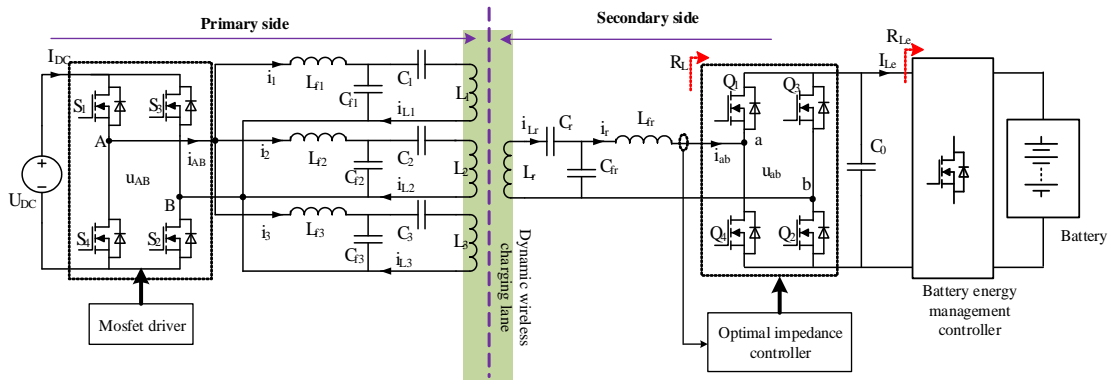 Primary side
Secondary side
I_DC
S_1
S_3
A
i_AB
u_AB
B
S_4
S_2
U_DC
Mosfet driver
i_1
L_f1
C_f1
C_1
i_L1
L_1
i_2
L_f2
C_f2
C_2
i_L2
L_2
i_3
L_f3
C_f3
C_3
i_L3
L_3
Dynamic wireless
charging lane
i_Lr
C_r
L_r
i_r
C_fr
L_fr
R_L
i_ab
Q_1
Q_3
a
u_ab
b
Q_4
Q_2
C_0
I_Le
R_Le
Optimal impedance
controller
Battery energy
management
controller
Battery